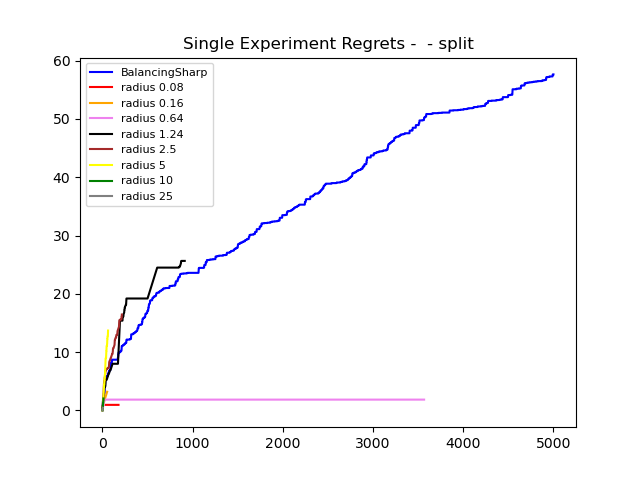 Single Experiment Regrets -  - split
60
50
40
30
20
10
0
BalancingSharp
radius 0.08
radius 0.16
radius 0.64
radius 1.24
radius 2.5
radius 5
radius 10
radius 25
0 1000 2000 3000 4000 5000